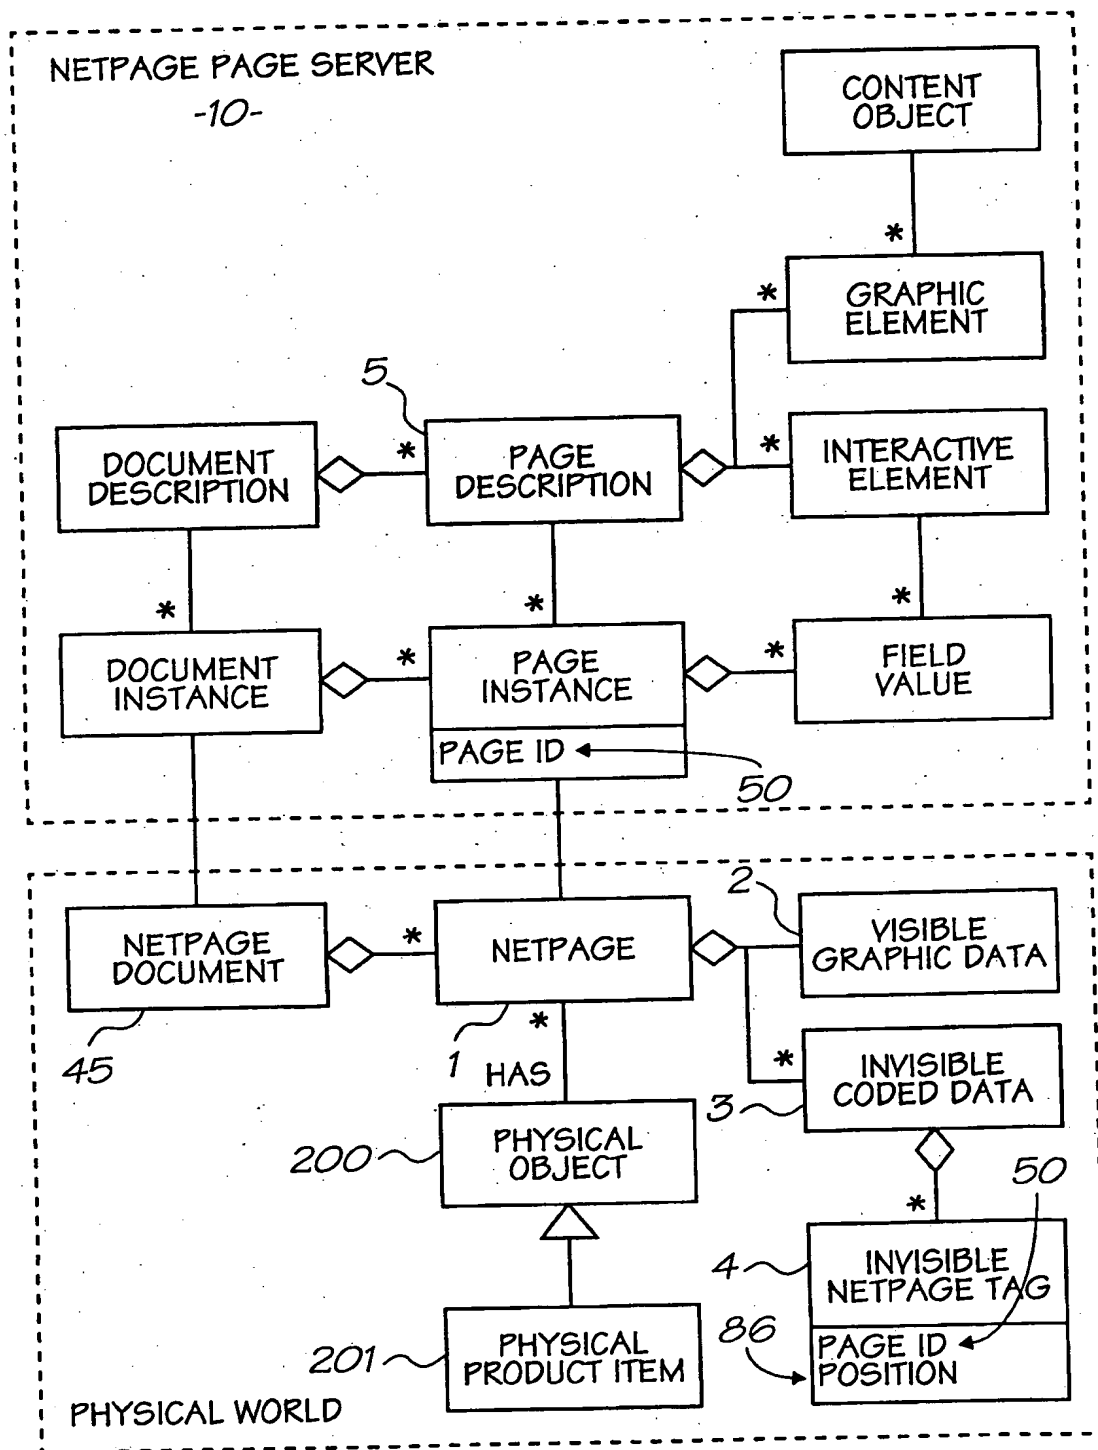 NETPAGE PAGE SERVER
-10-
CONTENT
OBJECT
*
GRAPHIC
ELEMENT
*
5
DOCUMENT
DESCRIPTION
*
PAGE
DESCRIPTION
*
INTERACTIVE
ELEMENT
*
*
*
DOCUMENT
INSTANCE
*
PAGE
INSTANCE
*
FIELD
VALUE
PAGE ID
50
2
NETPAGE
DOCUMENT
*
NETPAGE
VISIBLE
GRAPHIC DATA
45
1
*
HAS
*
INVISIBLE
CODED DATA
3
200
PHYSICAL
OBJECT
50
*
4
INVISIBLE
NETPAGE TAG
86
PAGE ID
POSITION
201
PHYSICAL
PRODUCT ITEM
PHYSICAL WORLD